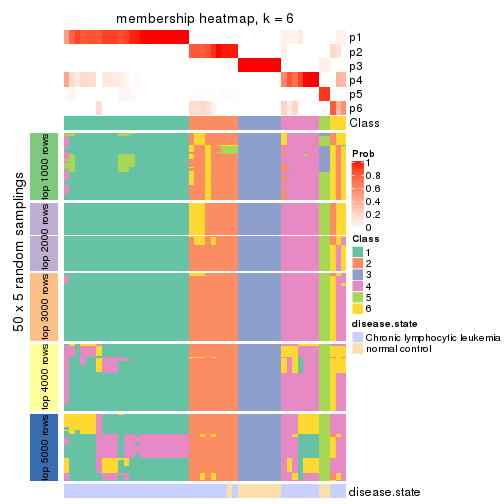 membership heatmap, k = 6
p1
p2
p3
p4
p5
p6
Class
50 x 5 random samplings
top 1000 rows
top 2000 rows
top 3000 rows
top 4000 rows
top 5000 rows
Prob
1
0.8
0.6
0.4
0.2
0
Class
1
2
3
4
5
6
disease.state
Chronic lymphocytic leukemia
normal control
disease.state